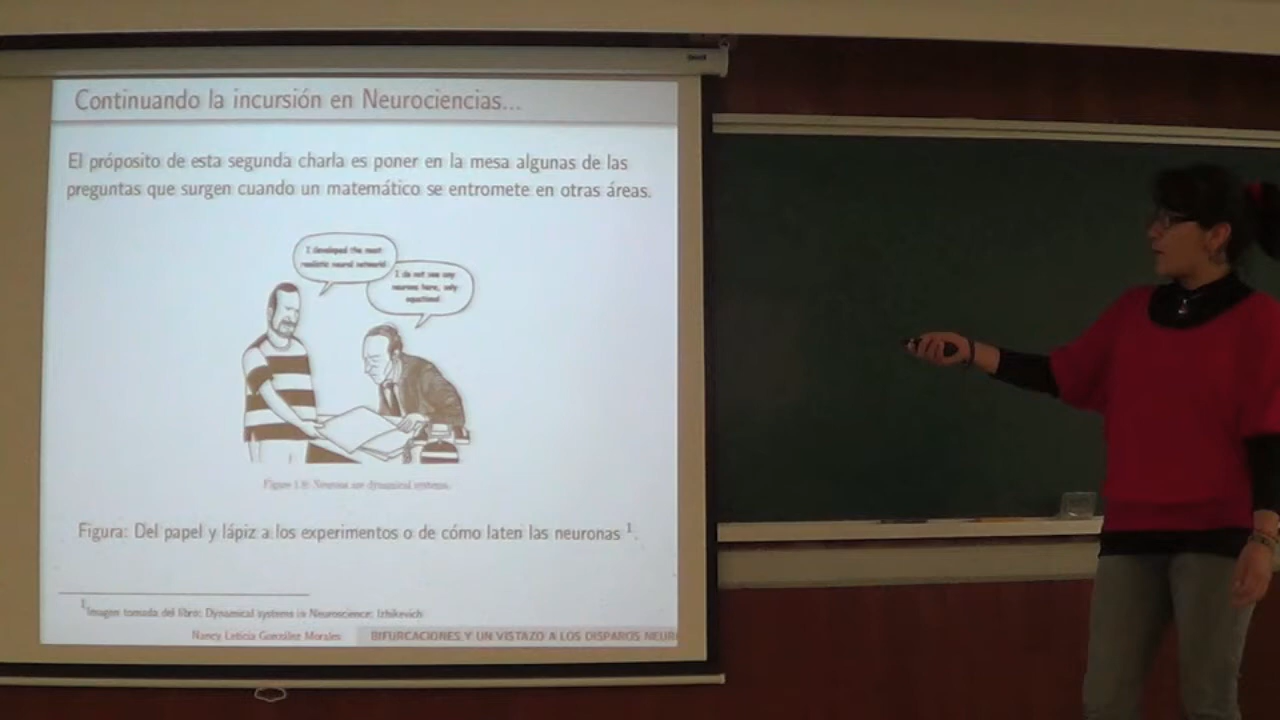 Continuando la incursión en Neurociencias...
El próposito de esta segunda charla es poner en la mesa algunas de las
preguntas que surgen cuando un matemático se entromete en otras áreas.
I developed the most
realistic neural network!
I do not see any
neurons here, only
equations!
Figure 1.8: Neurons are dynamical systems.
Figura: Del papel y lápiz a los experimentos o de cómo laten las neuronas 1.
1Imagen tomada del libro: Dynamical systems in Neuroscience; Izhikevich
Nancy Leticia González Morales BIFURCACIONES Y UN VISTAZO A LOS DISPAROS NEUR